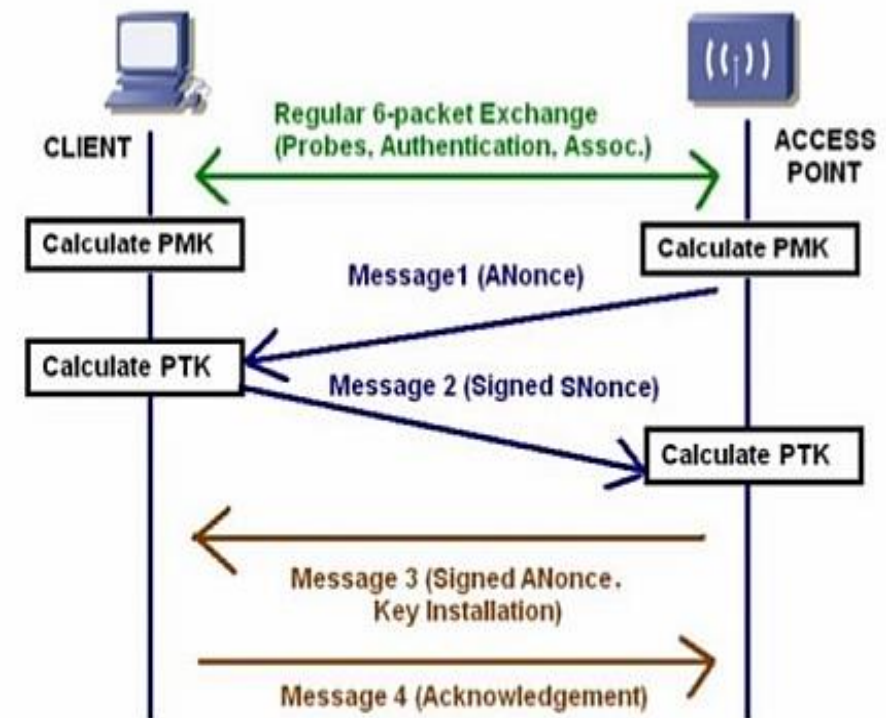 Regular 6-packet Exchange
(Probes, Authentication, Assoc.)
CLIENT
ACCESS
POINT
Calculate PMK
Calculate PMK
Message1 (ANonce)
Calculate PTK
Message 2 (Signed SNonce)
Calculate PTK
Message 3 (Signed ANonce.
Key Installation)
Message 4 (Acknowledgement)